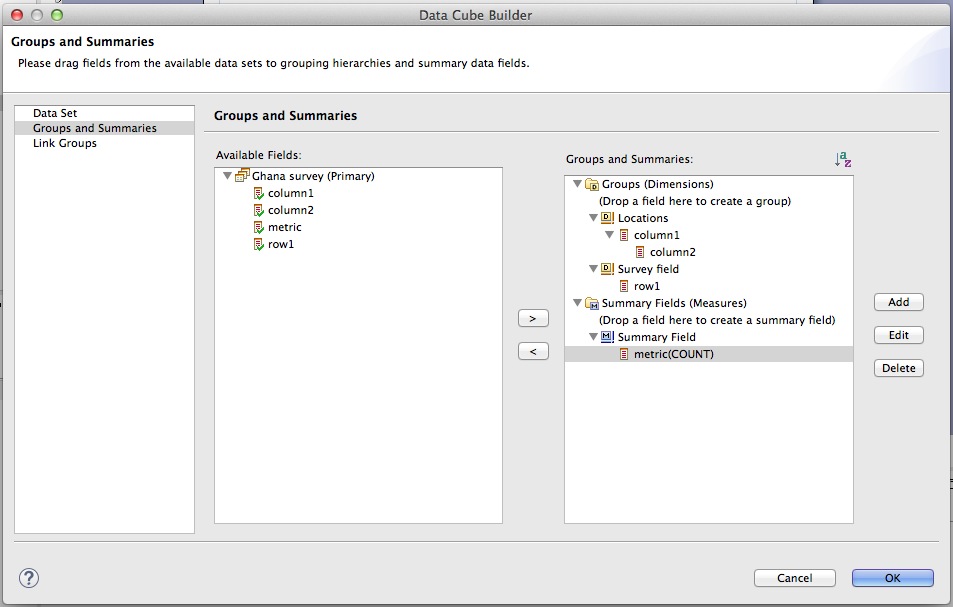 Data Cube Builder
Groups and Summaries
Please drag fields from the available data sets to grouping hierarchies and summary data fields.
Data Set
Groups and Summaries
Link Groups
Groups and Summaries
Available Fields:
Ghana survey (Primary)
column1
column2
metric
row1
>
<
Groups and Summaries:
Groups (Dimensions)
(Drop a field here to create a group)
Locations
column1
column2
Survey field
row1
Summary Fields (Measures)
(Drop a field here to create a summary field)
Summary Field
metric(COUNT)
Add
Edit
Delete
?
Cancel
OK